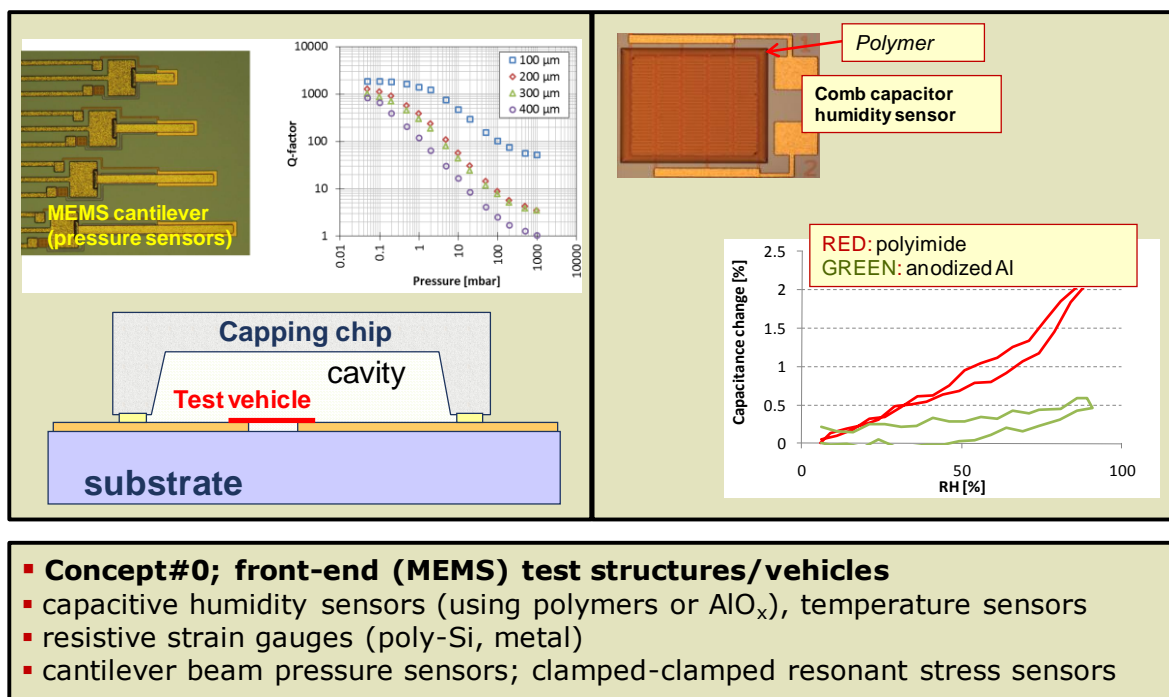 MEMS cantilever
(pressure sensors)
10000
1000
100
10
1
Q-factor
100 µm
200 µm
300 µm
400 µm
0.01
0.1
1
10
100
1000
10000
Pressure [mbar]
Capping chip
cavity
Test vehicle
substrate
Polymer
1
Comb capacitor
humidity sensor
2
RED: polyimide
GREEN: anodized Al
2.5
2
1.5
1
0.5
0
Capacitance change [%]
0
50
100
RH [%]
▪ Concept#0; front-end (MEMS) test structures/vehicles
▪ capacitive humidity sensors (using polymers or AlOₓ), temperature sensors
▪ resistive strain gauges (poly-Si, metal)
▪ cantilever beam pressure sensors; clamped-clamped resonant stress sensors